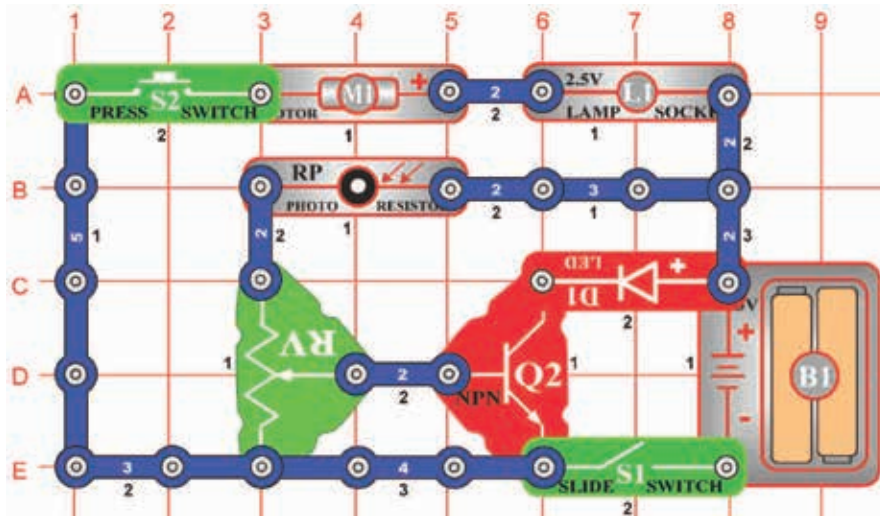 1 2 3 4 5 6 7 8 9
A
S2
PRESS SWITCH
2
OTOR
M1
+
1
2
2
2.5V
L1
LAMP SOCKE
1
2
2
B
RP
PHOTO RESISTO
1
2
2
3
1
5
1
2
2
2
3
C
LED
D1
+
2
V
RV
1
D
2
2
Q2
NPN
1
1
+
-
B1
E
3
2
4
3
S1
SLIDE SWITCH
2